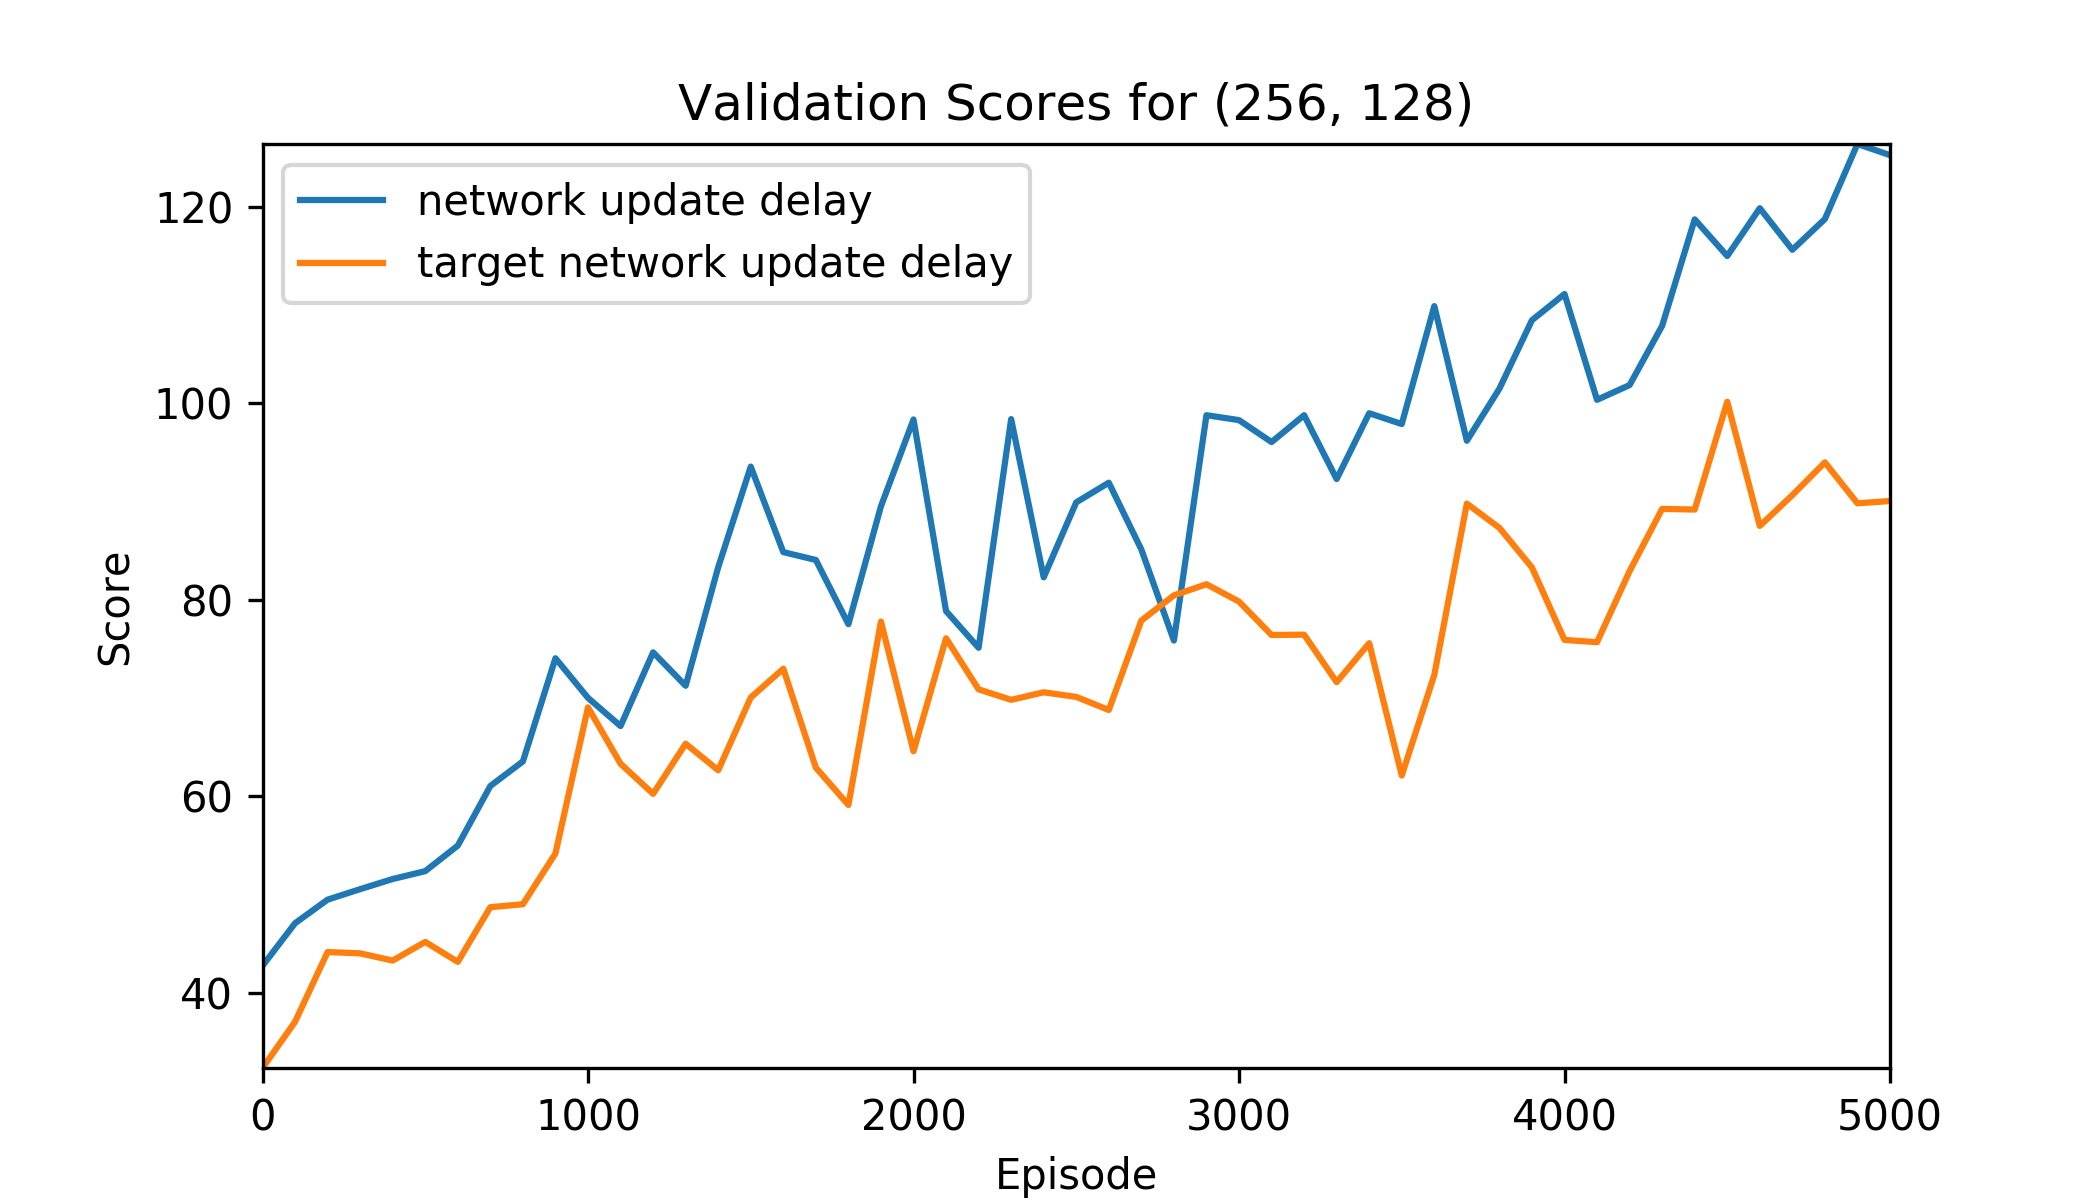 Validation Scores for (256, 128)
network update delay
target network update delay
120
100
80
60
40
Score
0 1000 2000 3000 4000 5000
Episode